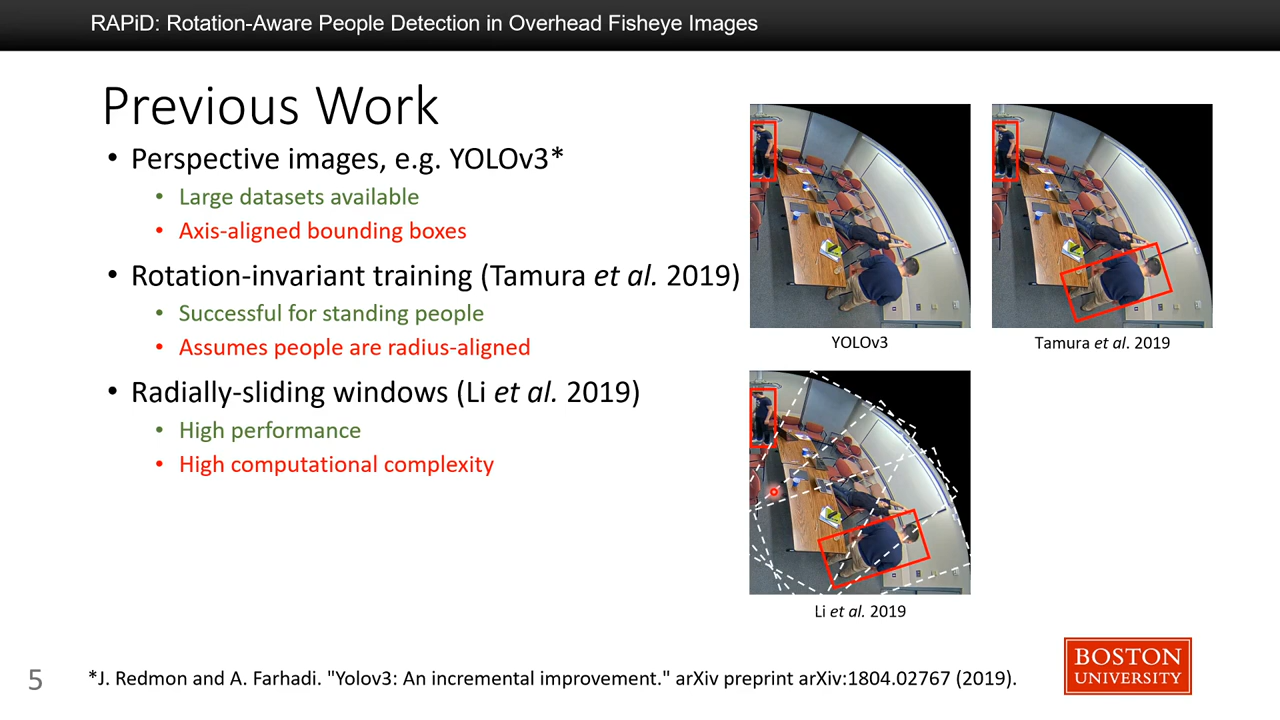 RAPiD: Rotation-Aware People Detection in Overhead Fisheye Images
Previous Work
• Perspective images, e.g. YOLOv3*
• Large datasets available
• Axis-aligned bounding boxes
• Rotation-invariant training (Tamura et al. 2019)
• Successful for standing people
• Assumes people are radius-aligned
• Radially-sliding windows (Li et al. 2019)
• High performance
• High computational complexity
YOLOv3
Tamura et al. 2019
Li et al. 2019
5
*J. Redmon and A. Farhadi. "Yolov3: An incremental improvement." arXiv preprint arXiv:1804.02767 (2019).
BOSTON
UNIVERSITY